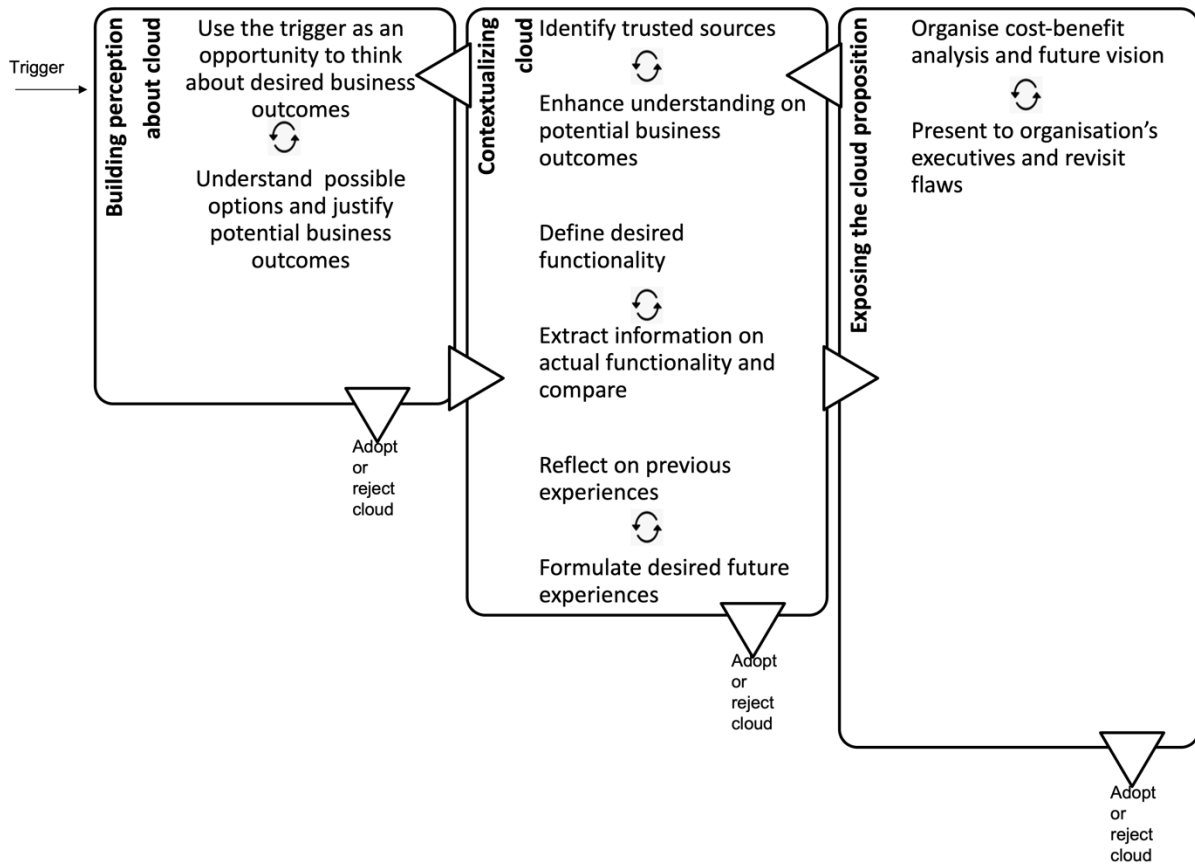 Trigger
Building perception
about cloud
Use the trigger as an
opportunity to think
about desired business
outcomes
Understand possible
options and justify
potential business
outcomes
Adopt
or
reject
cloud
Contextualizing
cloud
Identify trusted sources
Enhance understanding on
potential business
outcomes
Define desired
functionality
Extract information on
actual functionality and
compare
Reflect on previous
experiences
Formulate desired future
experiences
Adopt
or
reject
cloud
Exposing the cloud proposition
Organise cost-benefit
analysis and future vision
Present to organisation’s
executives and revisit
flaws
Adopt
or
reject
cloud